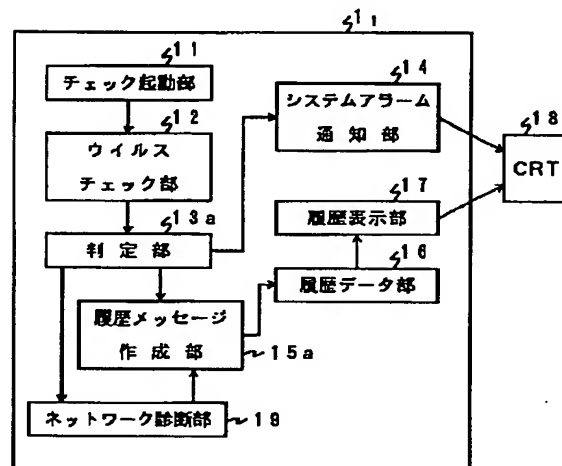 1₁
11
チェック起動部
12
ウイルス
チェック部
13a
判定部
履歴メッセージ
作成部
15a
ネットワーク診断部
19
14
システムアラーム
通知部
17
履歴表示部
16
履歴データ部
18
CRT